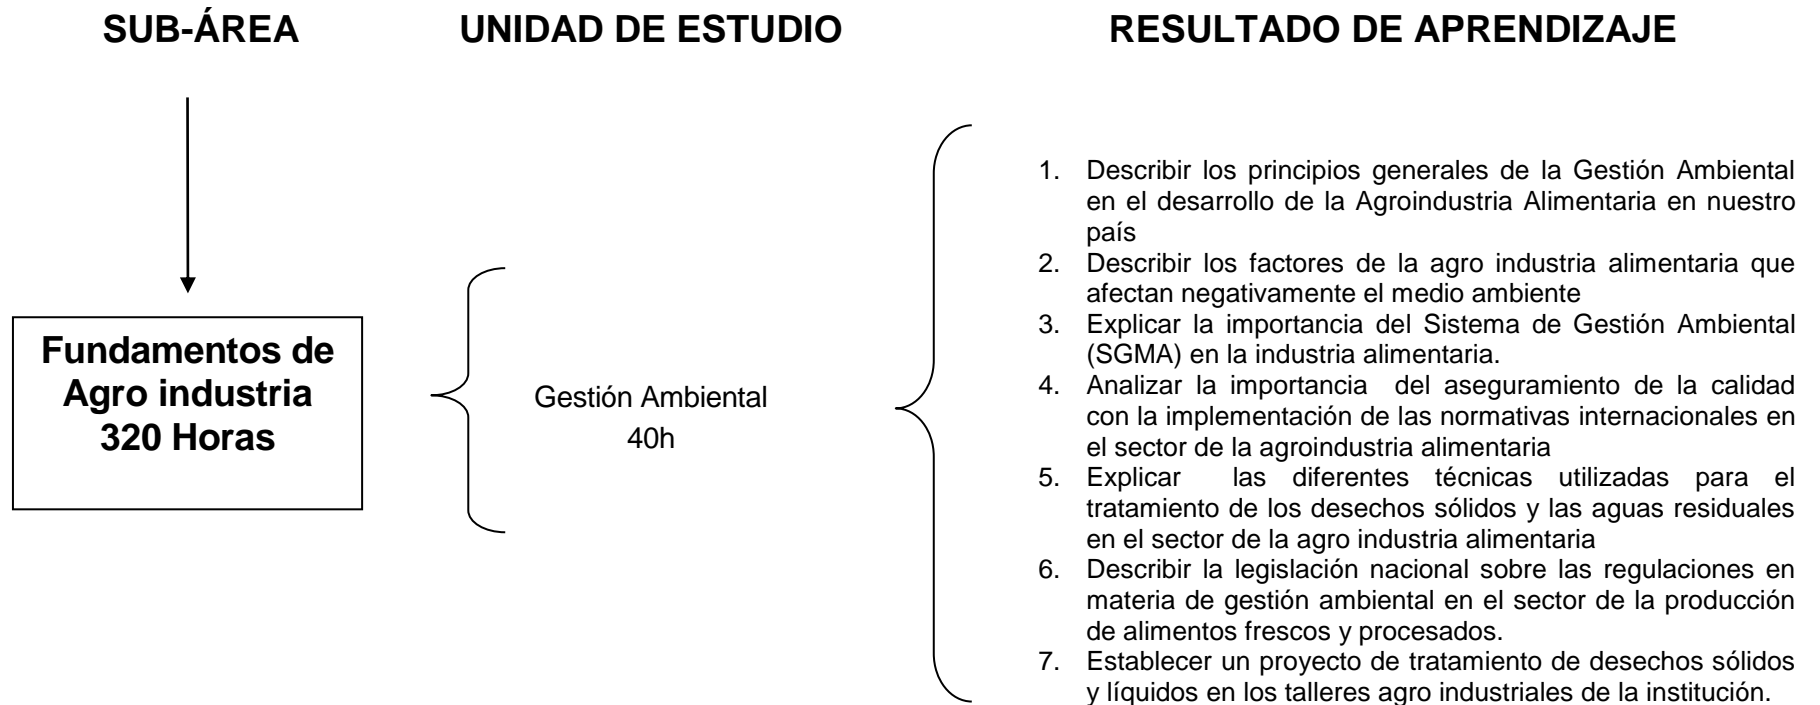 SUB-ÁREA UNIDAD DE ESTUDIO RESULTADO DE APRENDIZAJE
Fundamentos de
Agro industria
320 Horas
Gestión Ambiental
40h
1. Describir los principios generales de la Gestión Ambiental
en el desarrollo de la Agroindustria Alimentaria en nuestro
país
2. Describir los factores de la agro industria alimentaria que
afectan negativamente el medio ambiente
3. Explicar la importancia del Sistema de Gestión Ambiental
(SGMA) en la industria alimentaria.
4. Analizar la importancia del aseguramiento de la calidad
con la implementación de las normativas internacionales en
el sector de la agroindustria alimentaria
5. Explicar las diferentes técnicas utilizadas para el
tratamiento de los desechos sólidos y las aguas residuales
en el sector de la agro industria alimentaria
6. Describir la legislación nacional sobre las regulaciones en
materia de gestión ambiental en el sector de la producción
de alimentos frescos y procesados.
7. Establecer un proyecto de tratamiento de desechos sólidos
y líquidos en los talleres agro industriales de la institución.